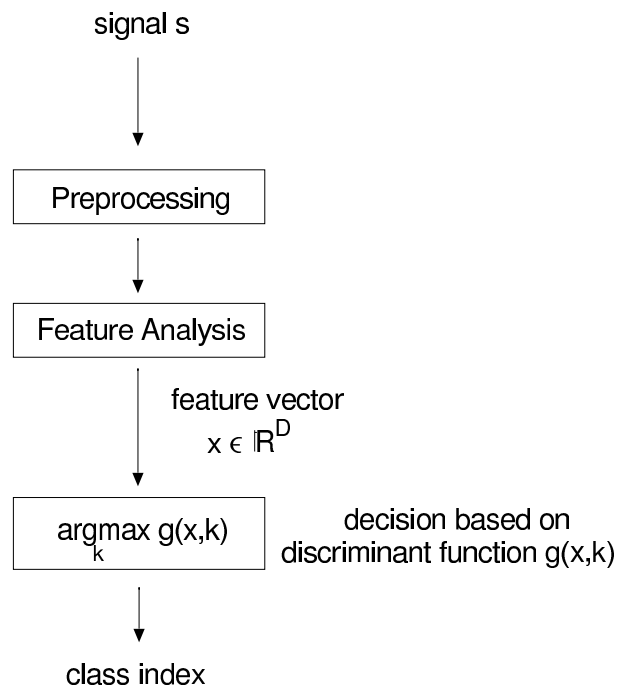 signal s
Preprocessing
Feature Analysis
feature vector
x ϵ ℝ^D
argmax g(x,k)
k
decision based on
discriminant function g(x,k)
class index